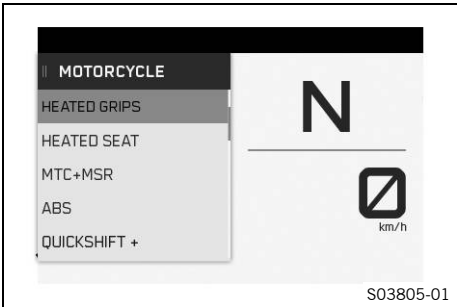 MOTORCYCLE
HEATED GRIPS
HEATED SEAT
MTC+MSR
ABS
QUICKSHIFT +
N
0
km/h
S03805-01